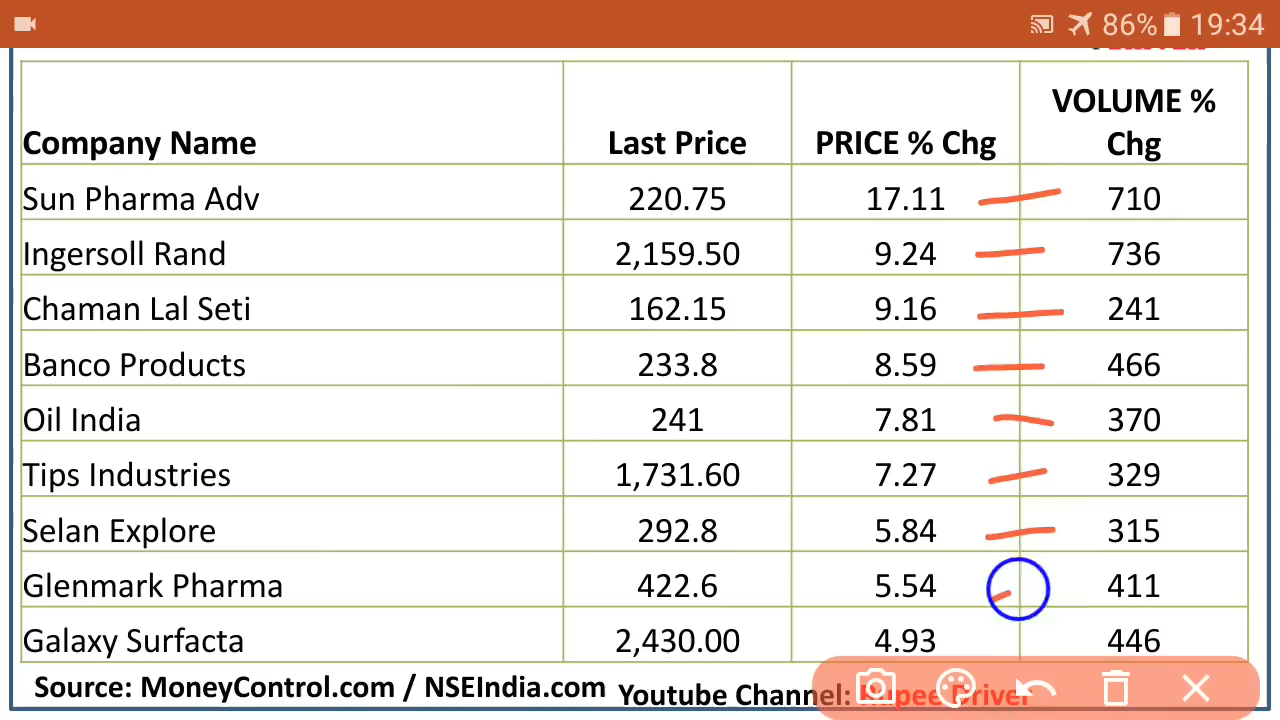 86% 19:34
Company Name Last Price PRICE % Chg VOLUME % Chg
Sun Pharma Adv 220.75 17.11 710
Ingersoll Rand 2,159.50 9.24 736
Chaman Lal Seti 162.15 9.16 241
Banco Products 233.8 8.59 466
Oil India 241 7.81 370
Tips Industries 1,731.60 7.27 329
Selan Explore 292.8 5.84 315
Glenmark Pharma 422.6 5.54 411
Galaxy Surfacta 2,430.00 4.93 446
Source: MoneyControl.com / NSEIndia.com Youtube Channel: Rupee Driver